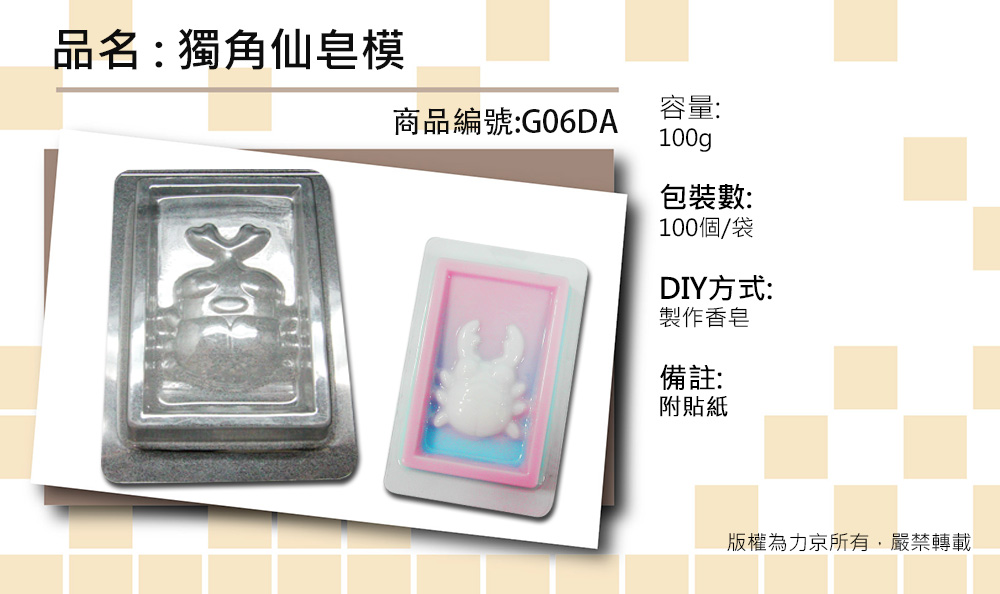 品名 : 獨角仙皂模
商品編號:G06DA
容量:
100g
包裝數:
100個/袋
DIY方式:
製作香皂
備註:
附貼紙
版權為力京所有，嚴禁轉載